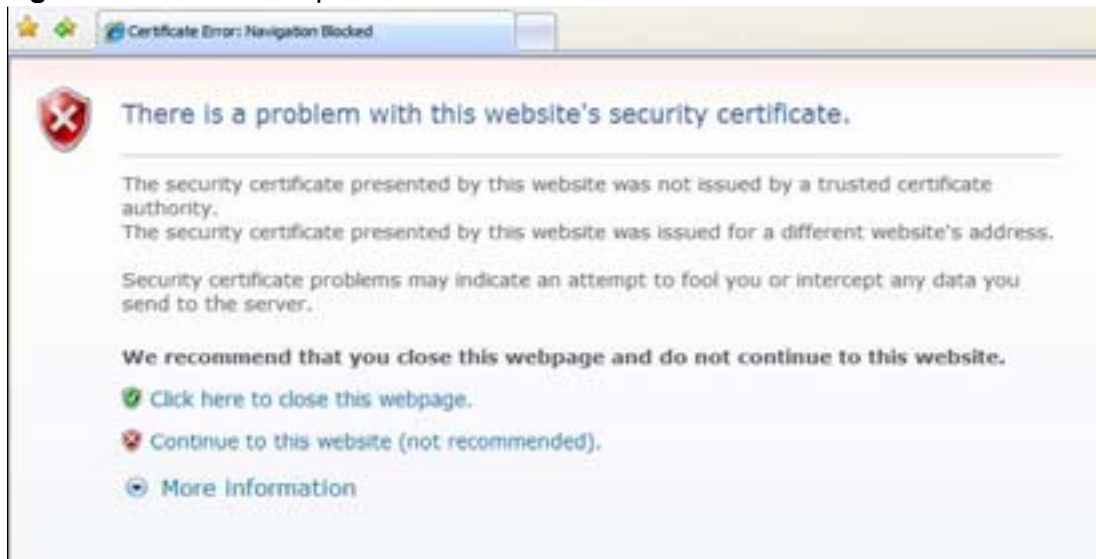 Certificate Error: Navigation Blocked
There is a problem with this website's security certificate.
The security certificate presented by this website was not issued by a trusted certificate
authority.
The security certificate presented by this website was issued for a different website's address.
Security certificate problems may indicate an attempt to fool you or intercept any data you
send to the server.
We recommend that you close this webpage and do not continue to this website.
Click here to close this webpage.
Continue to this website (not recommended).
More information